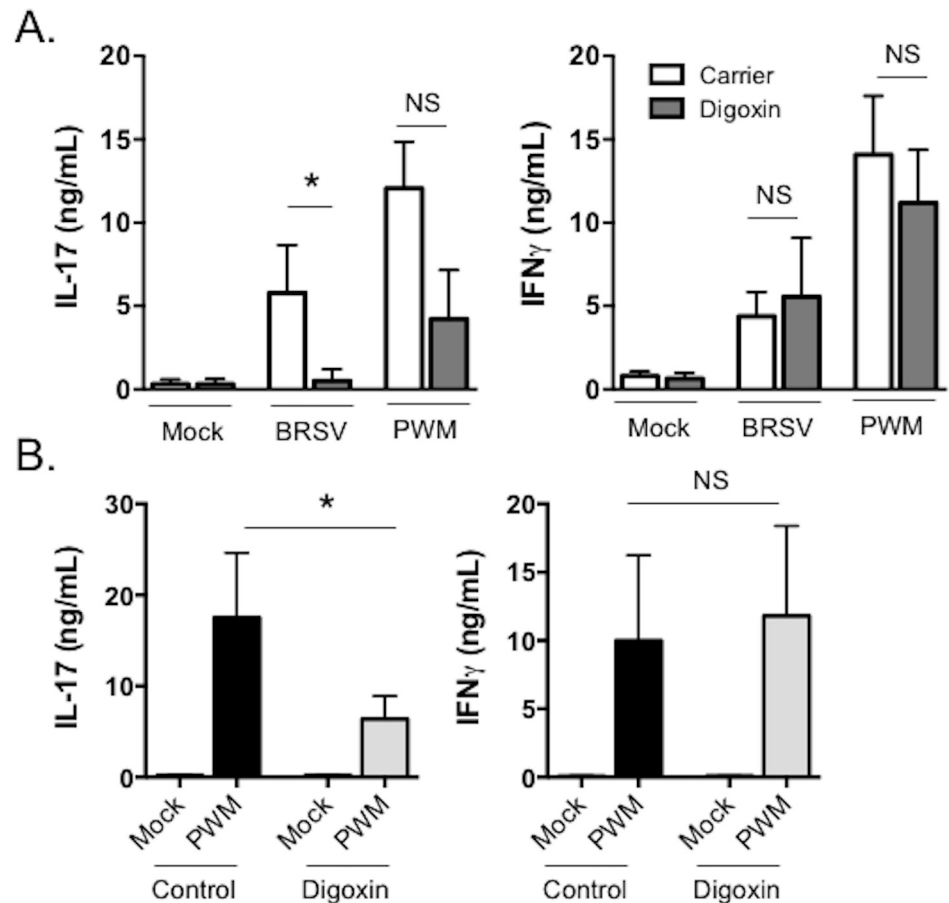 A.
IL-17 (ng/mL)
20
15
10
5
0
*
NS
Mock BRSV PWM
IFNγ (ng/mL)
20
15
10
5
0
Carrier
Digoxin
NS
NS
Mock BRSV PWM
B.
IL-17 (ng/mL)
30
20
10
0
*
Mock PWM Mock PWM
Control Digoxin
IFNγ (ng/mL)
20
15
10
5
0
NS
Mock PWM Mock PWM
Control Digoxin